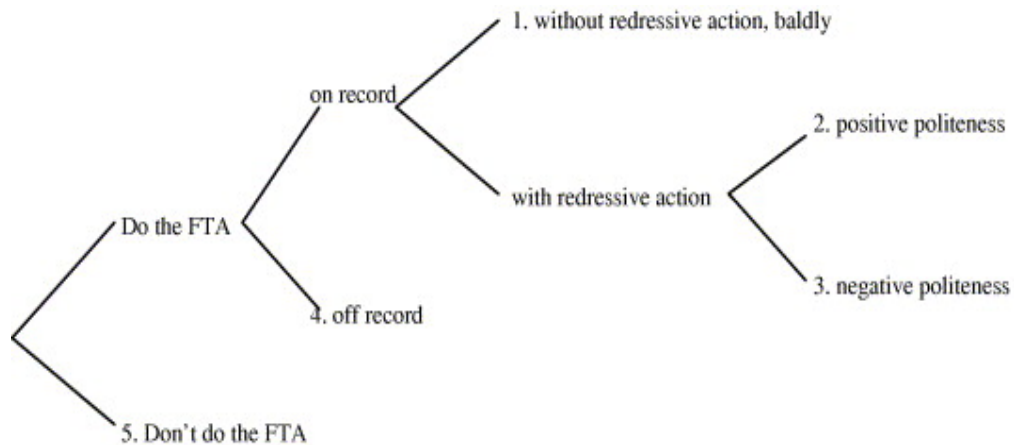 1. without redressive action, baldly
on record
2. positive politeness
with redressive action
Do the FTA
3. negative politeness
4. off record
5. Don't do the FTA